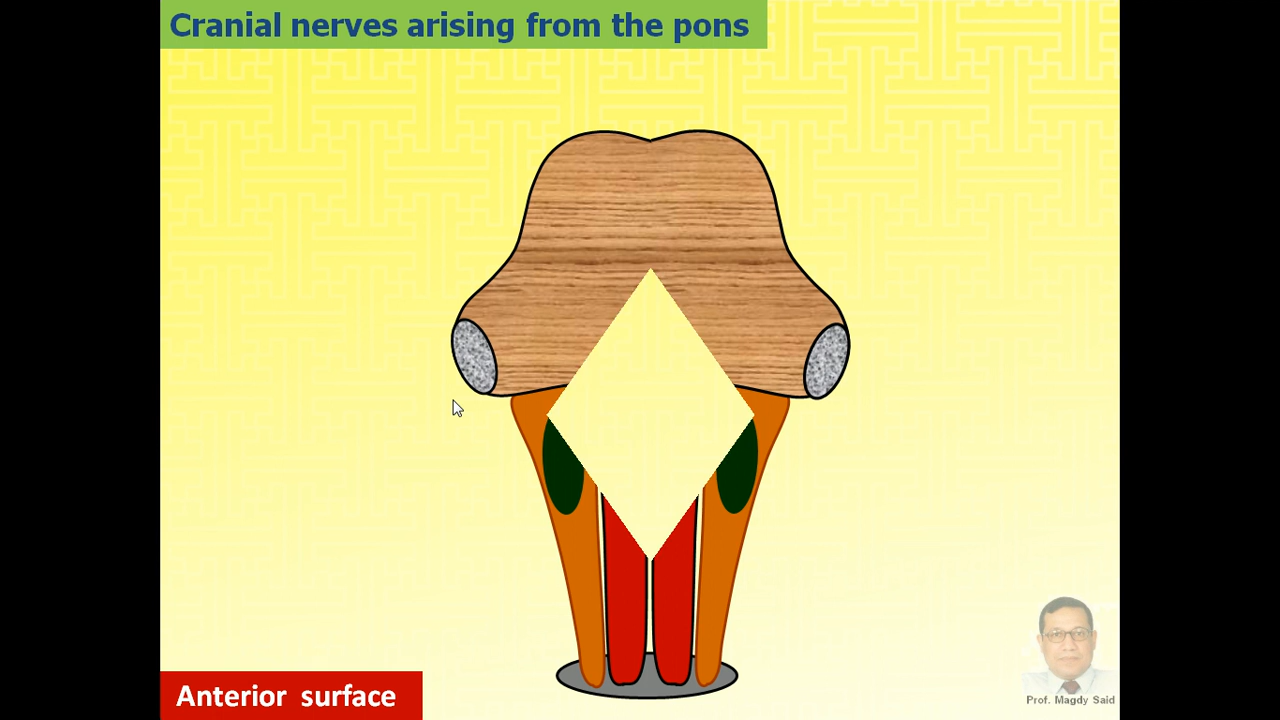 Cranial nerves arising from the pons
Anterior surface
Prof. Magdy Said